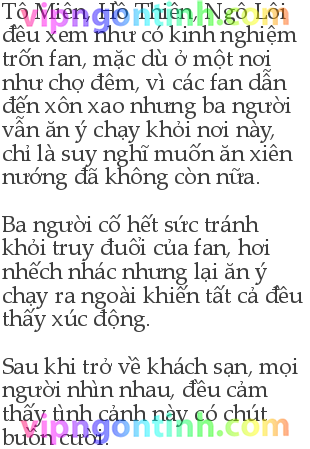 Tô Miên, Hồ Thiên, Ngô Lôi
đều xem như có kinh nghiệm
trốn fan, mặc dù ở một nơi
như chợ đêm, vì các fan dẫn
đến xôn xao nhưng ba người
vẫn ăn ý chạy khỏi nơi này,
chỉ là suy nghĩ muốn ăn xiên
nướng đã không còn nữa.
Ba người cố hết sức tránh
khỏi truy đuổi của fan, hơi
nhếch nhác nhưng lại ăn ý
chạy ra ngoài khiến tất cả đều
thấy xúc động.
Sau khi trở về khách sạn, mọi
người nhìn nhau, đều cảm
thấy tình cảnh này có chút
buồn cười.
vipngontinh.com
vipngontinh.com